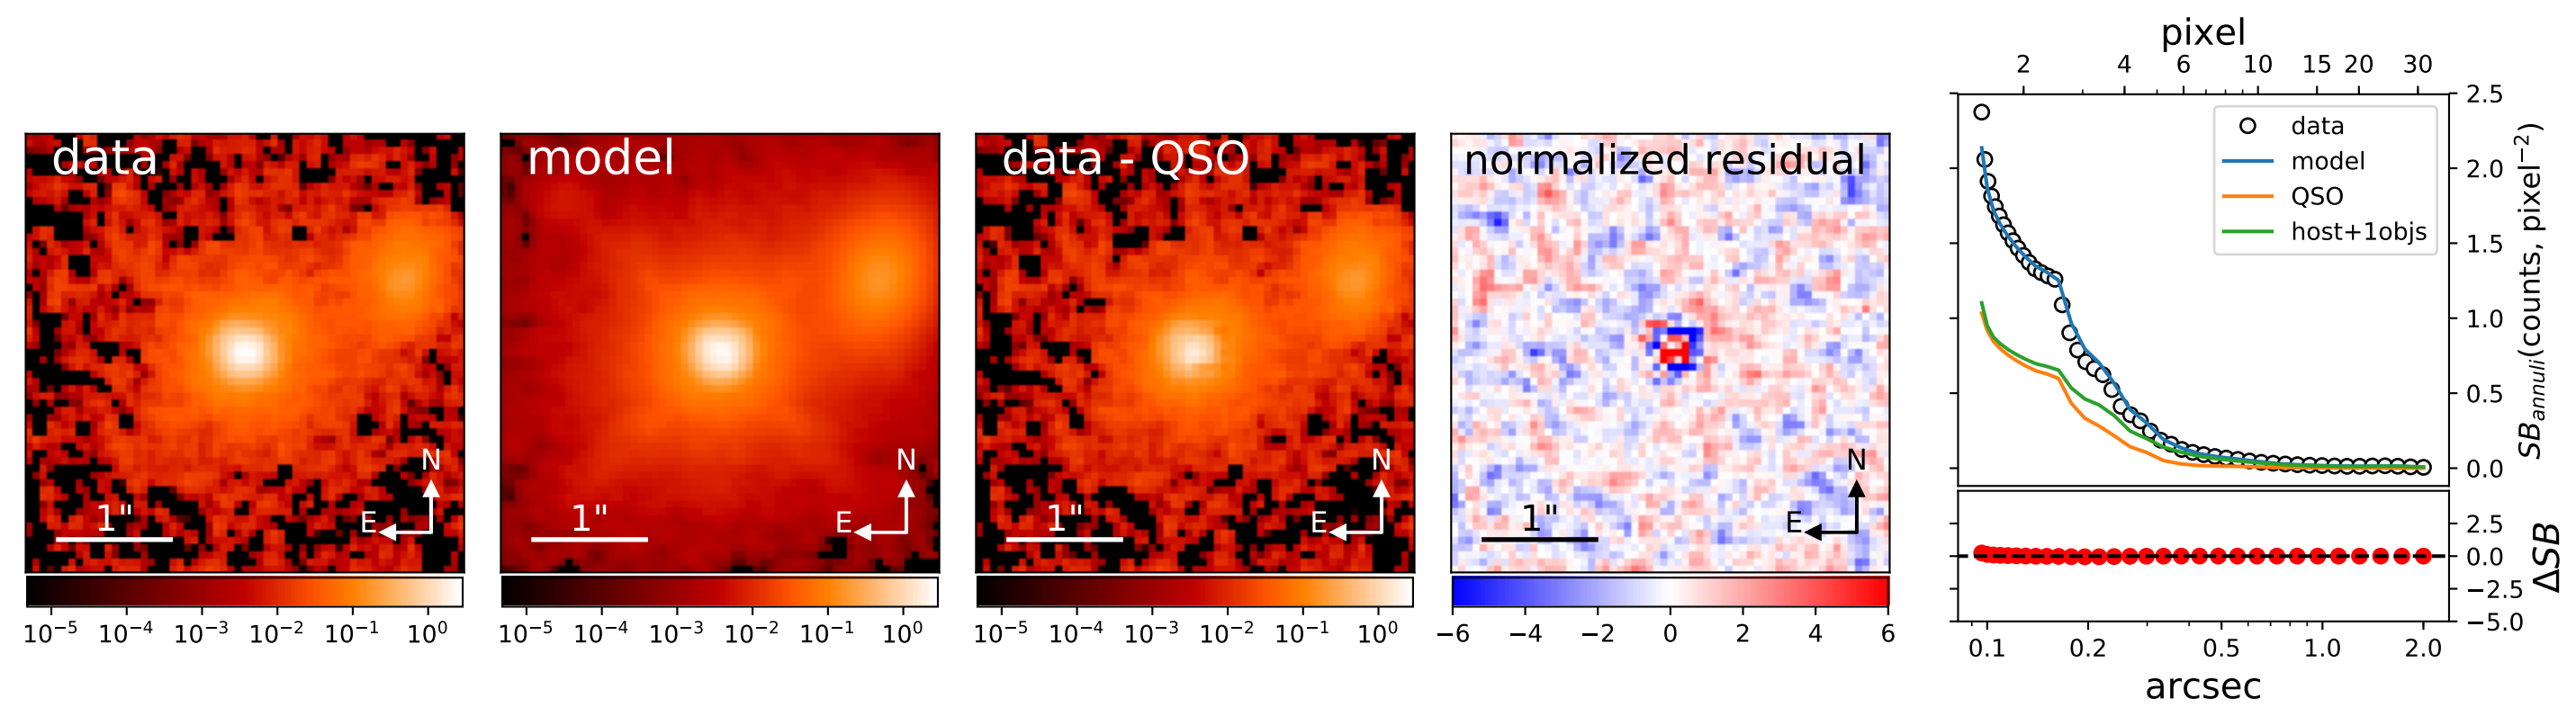 data
N
E
1"
10⁻⁵ 10⁻⁴ 10⁻³ 10⁻² 10⁻¹ 10⁰
model
N
E
1"
10⁻⁵ 10⁻⁴ 10⁻³ 10⁻² 10⁻¹ 10⁰
data - QSO
N
E
1"
10⁻⁵ 10⁻⁴ 10⁻³ 10⁻² 10⁻¹ 10⁰
normalized residual
N
E
1"
−6 −4 −2 0 2 4 6
pixel
2 4 6 10 15 20 30
data
model
QSO
host+1objs
2.5
2.0
1.5
1.0
0.5
0.0
SB_annuli(counts, pixel⁻²)
2.5
0.0
−2.5
−5.0
ΔSB
0.1 0.2 0.5 1.0 2.0
arcsec